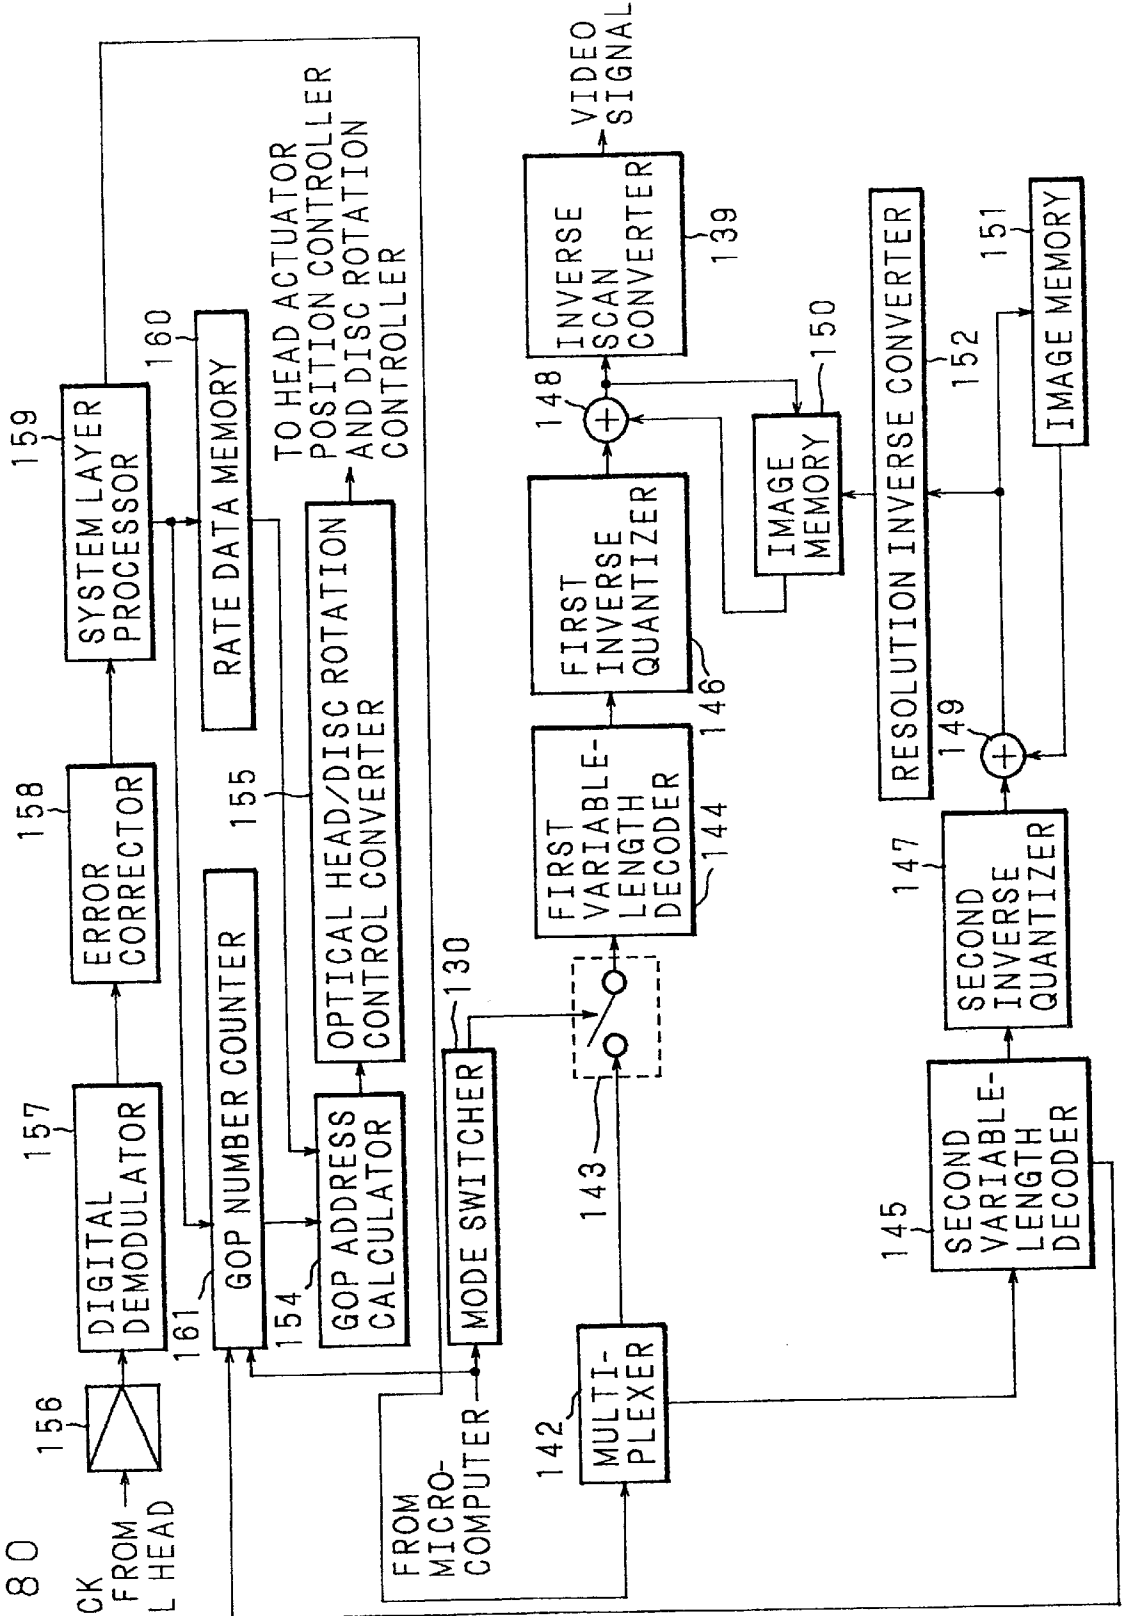 80
CK
FROM
L HEAD
156
DIGITAL
DEMODULATOR
157
ERROR
CORRECTOR
158
SYSTEM LAYER
PROCESSOR
159
161
GOP NUMBER COUNTER
RATE DATA MEMORY
160
154
GOP ADDRESS
CALCULATOR
155
OPTICAL HEAD/DISC ROTATION
CONTROL CONVERTER
TO HEAD ACTUATOR
POSITION CONTROLLER
AND DISC ROTATION
CONTROLLER
FROM
MICRO-
COMPUTER
MODE SWITCHER
130
142
MULTI-
PLEXER
143
FIRST
VARIABLE-
LENGTH
DECODER
144
FIRST
INVERSE
QUANTIZER
146
148
INVERSE
SCAN
CONVERTER
139
VIDEO
SIGNAL
IMAGE
MEMORY
150
RESOLUTION INVERSE CONVERTER
152
145
SECOND
VARIABLE-
LENGTH
DECODER
147
SECOND
INVERSE
QUANTIZER
149
IMAGE MEMORY
151